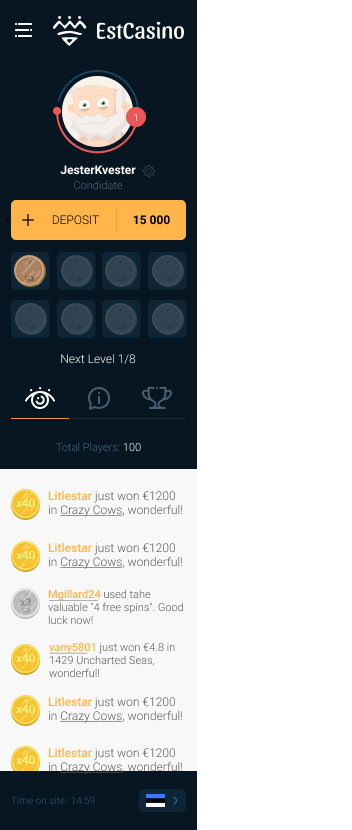 EstCasino
1
JesterKvester
Condidate
DEPOSIT 15 000
Next Level 1/8
Total Players: 100
x40 Litlestar just won €1200
in Crazy Cows, wonderful!
x40 Litlestar just won €1200
in Crazy Cows, wonderful!
x3 Mgillard24 used tahe
valuable "4 free spins". Good
luck now!
x40 vany5801 just won €4.8 in
1429 Uncharted Seas,
wonderful!
x40 Litlestar just won €1200
in Crazy Cows, wonderful!
x40 Litlestar just won €1200
in Crazy Cows, wonderful!
Time on site: 14:59